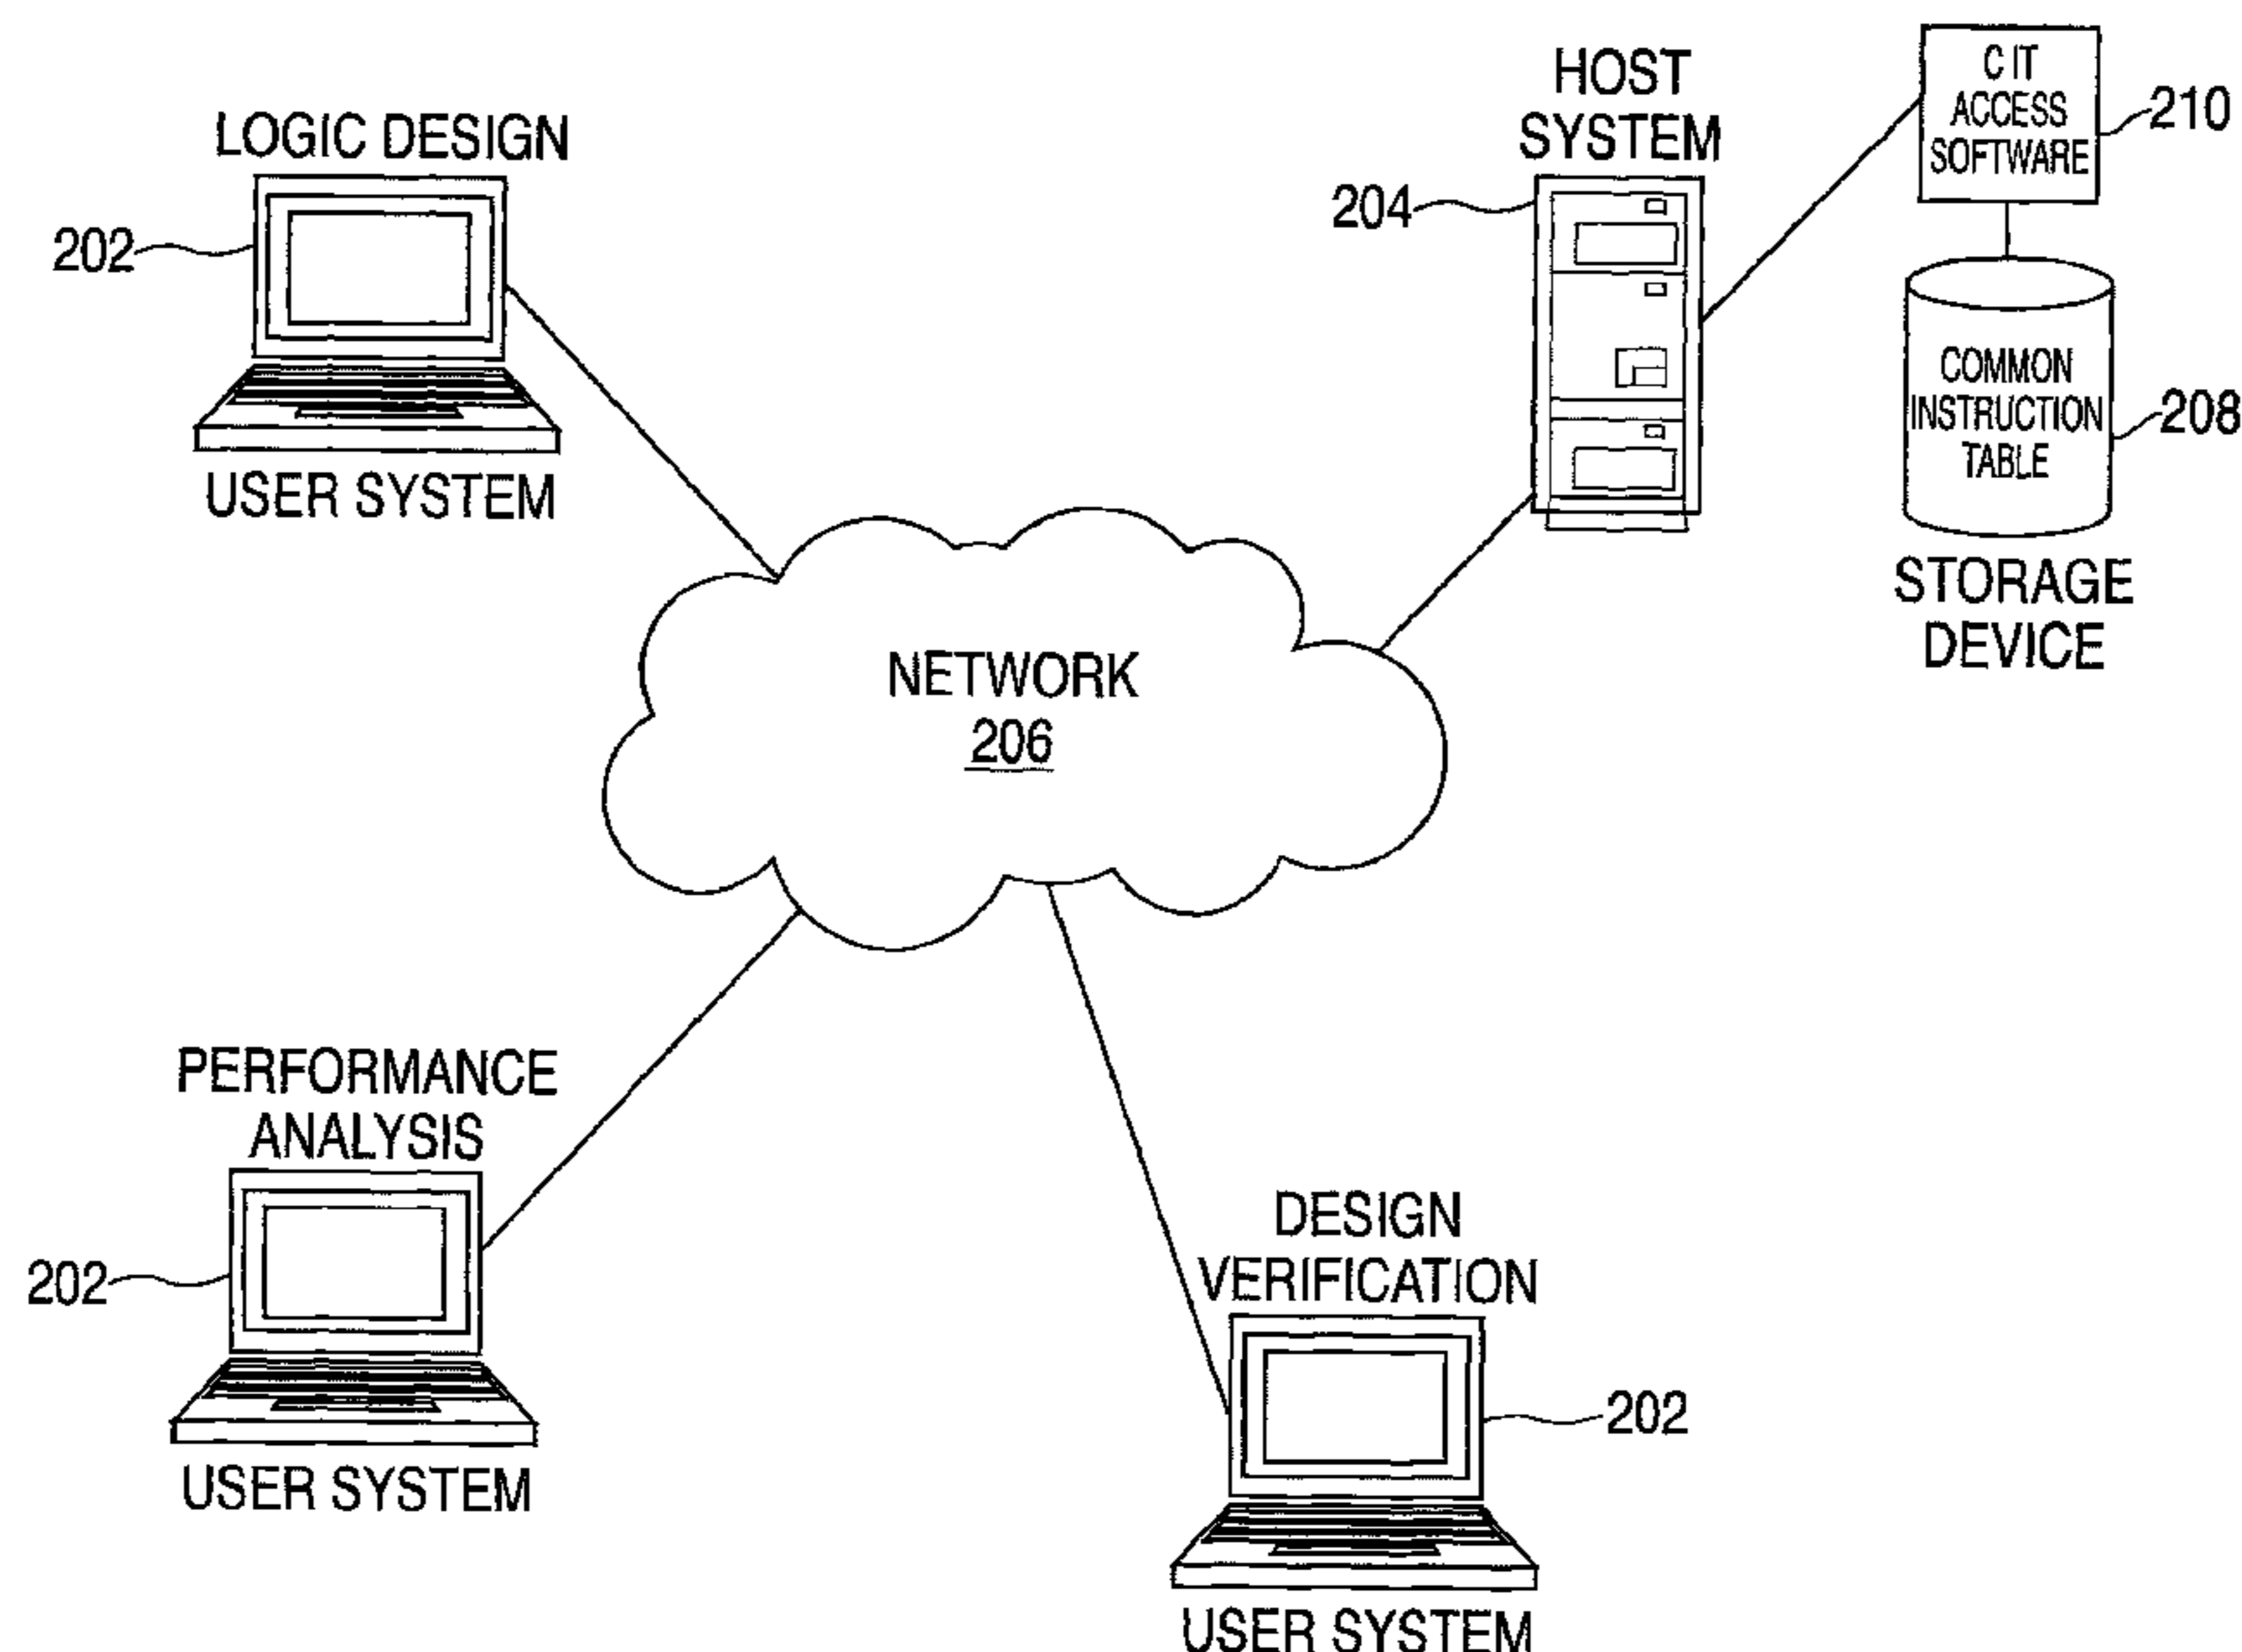 LOGIC DESIGN
202
USER SYSTEM
HOST
SYSTEM
204
C IT
ACCESS
SOFTWARE
210
COMMON
INSTRUCTION
TABLE
208
STORAGE
DEVICE
NETWORK
206
PERFORMANCE
ANALYSIS
202
USER SYSTEM
DESIGN
VERIFICATION
202
USER SYSTEM